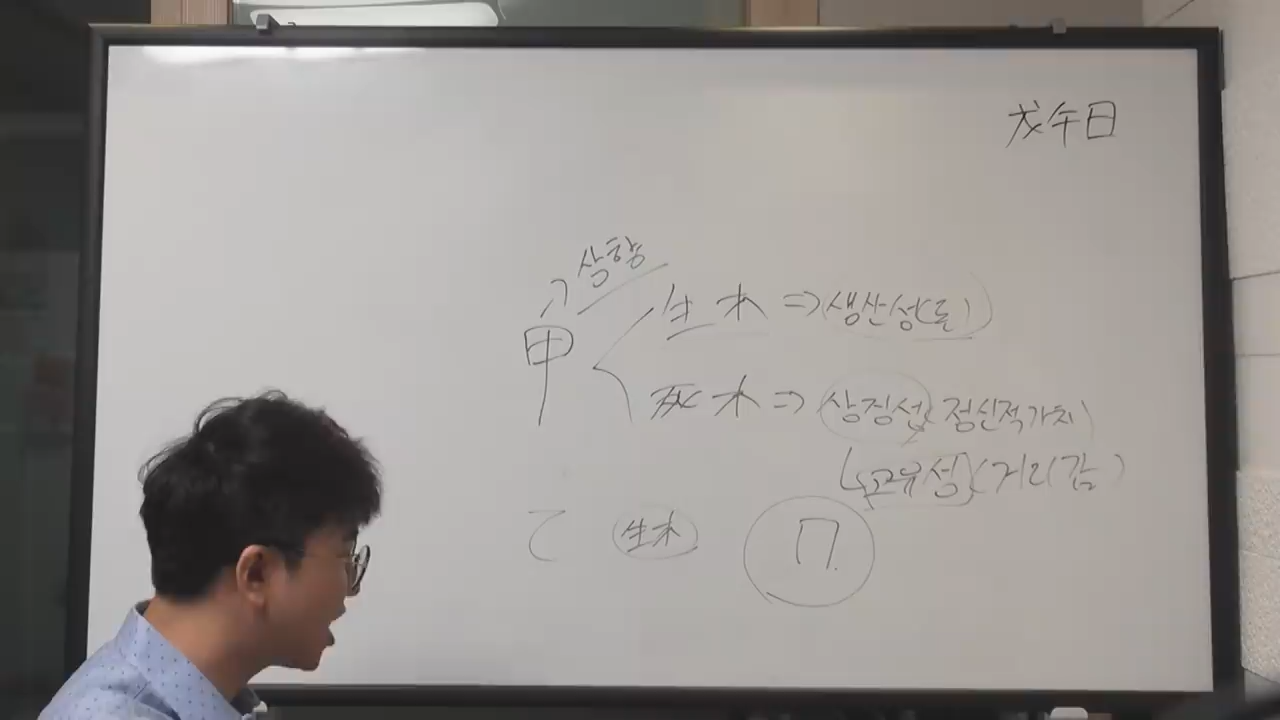 戊午日
상향
甲
生木 => 생산성(돈)
死木 => 상징성, 정신적가치
고유성 (거리감)
乙 生木